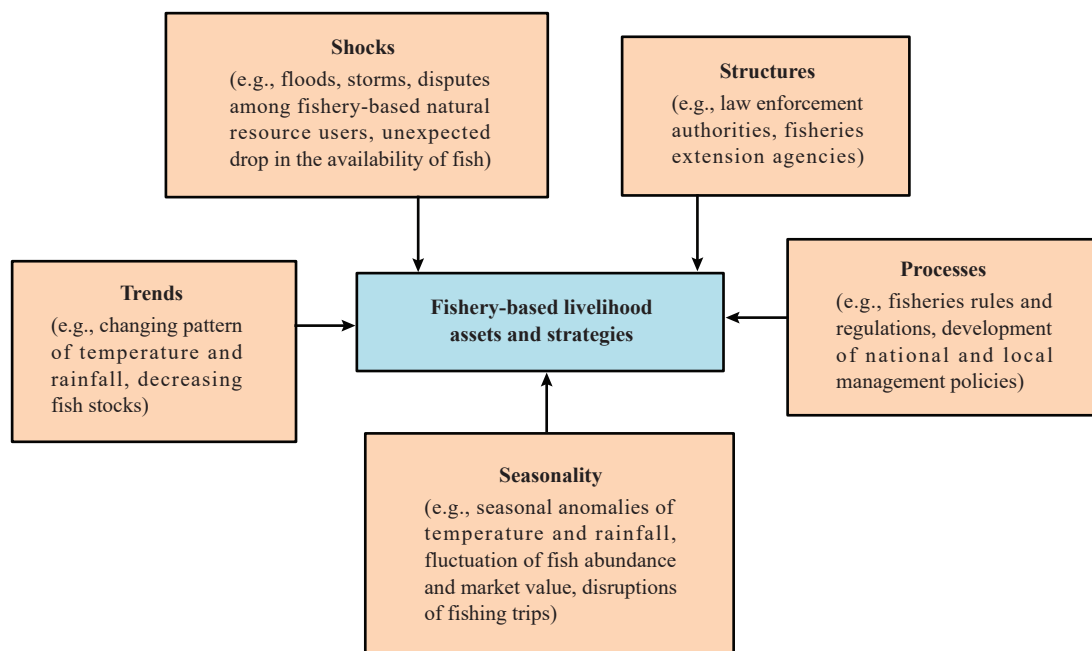 Shocks
(e.g., floods, storms, disputes
among fishery-based natural
resource users, unexpected
drop in the availability of fish)
Structures
(e.g., law enforcement
authorities, fisheries
extension agencies)
Trends
(e.g., changing pattern
of temperature and
rainfall, decreasing
fish stocks)
Fishery-based livelihood
assets and strategies
Processes
(e.g., fisheries rules and
regulations, development
of national and local
management policies)
Seasonality
(e.g., seasonal anomalies of
temperature and rainfall,
fluctuation of fish abundance
and market value, disruptions
of fishing trips)